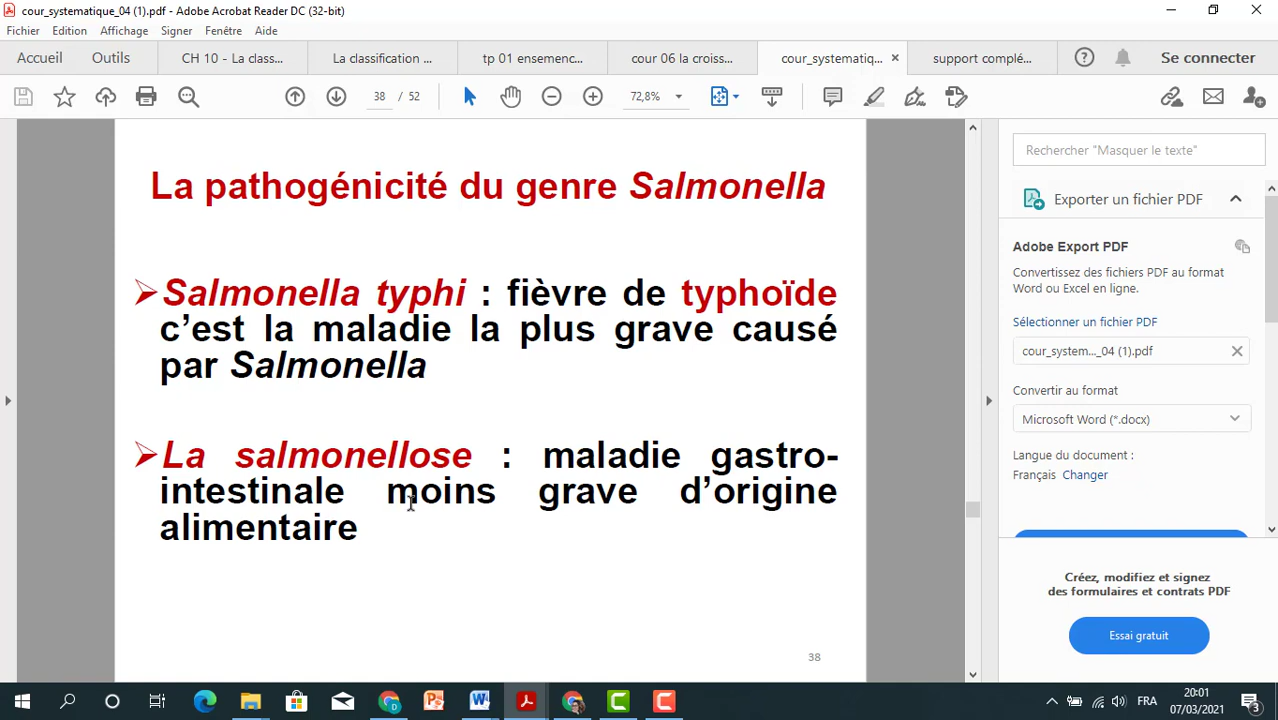 cour_systematique_04 (1).pdf - Adobe Acrobat Reader DC (32-bit)
Fichier Edition Affichage Signer Fenêtre Aide
Accueil Outils CH 10 - La class... La classification ... tp 01 ensemenc... cour 06 la croiss... cour_systematiq... × support complé... Se connecter
38 / 52 72,8%
La pathogénicité du genre Salmonella
Salmonella typhi : fièvre de typhoïde
c’est la maladie la plus grave causé
par Salmonella
La salmonellose : maladie gastro-
intestinale moins grave d’origine
alimentaire
38
Rechercher "Masquer le texte"
Exporter un fichier PDF
Adobe Export PDF
Convertissez des fichiers PDF au format
Word ou Excel en ligne.
Sélectionner un fichier PDF
cour_system..._04 (1).pdf
Convertir au format
Microsoft Word (*.docx)
Langue du document :
Français Changer
Créez, modifiez et signez
des formulaires et contrats PDF
Essai gratuit
FRA
20:01
07/03/2021
3